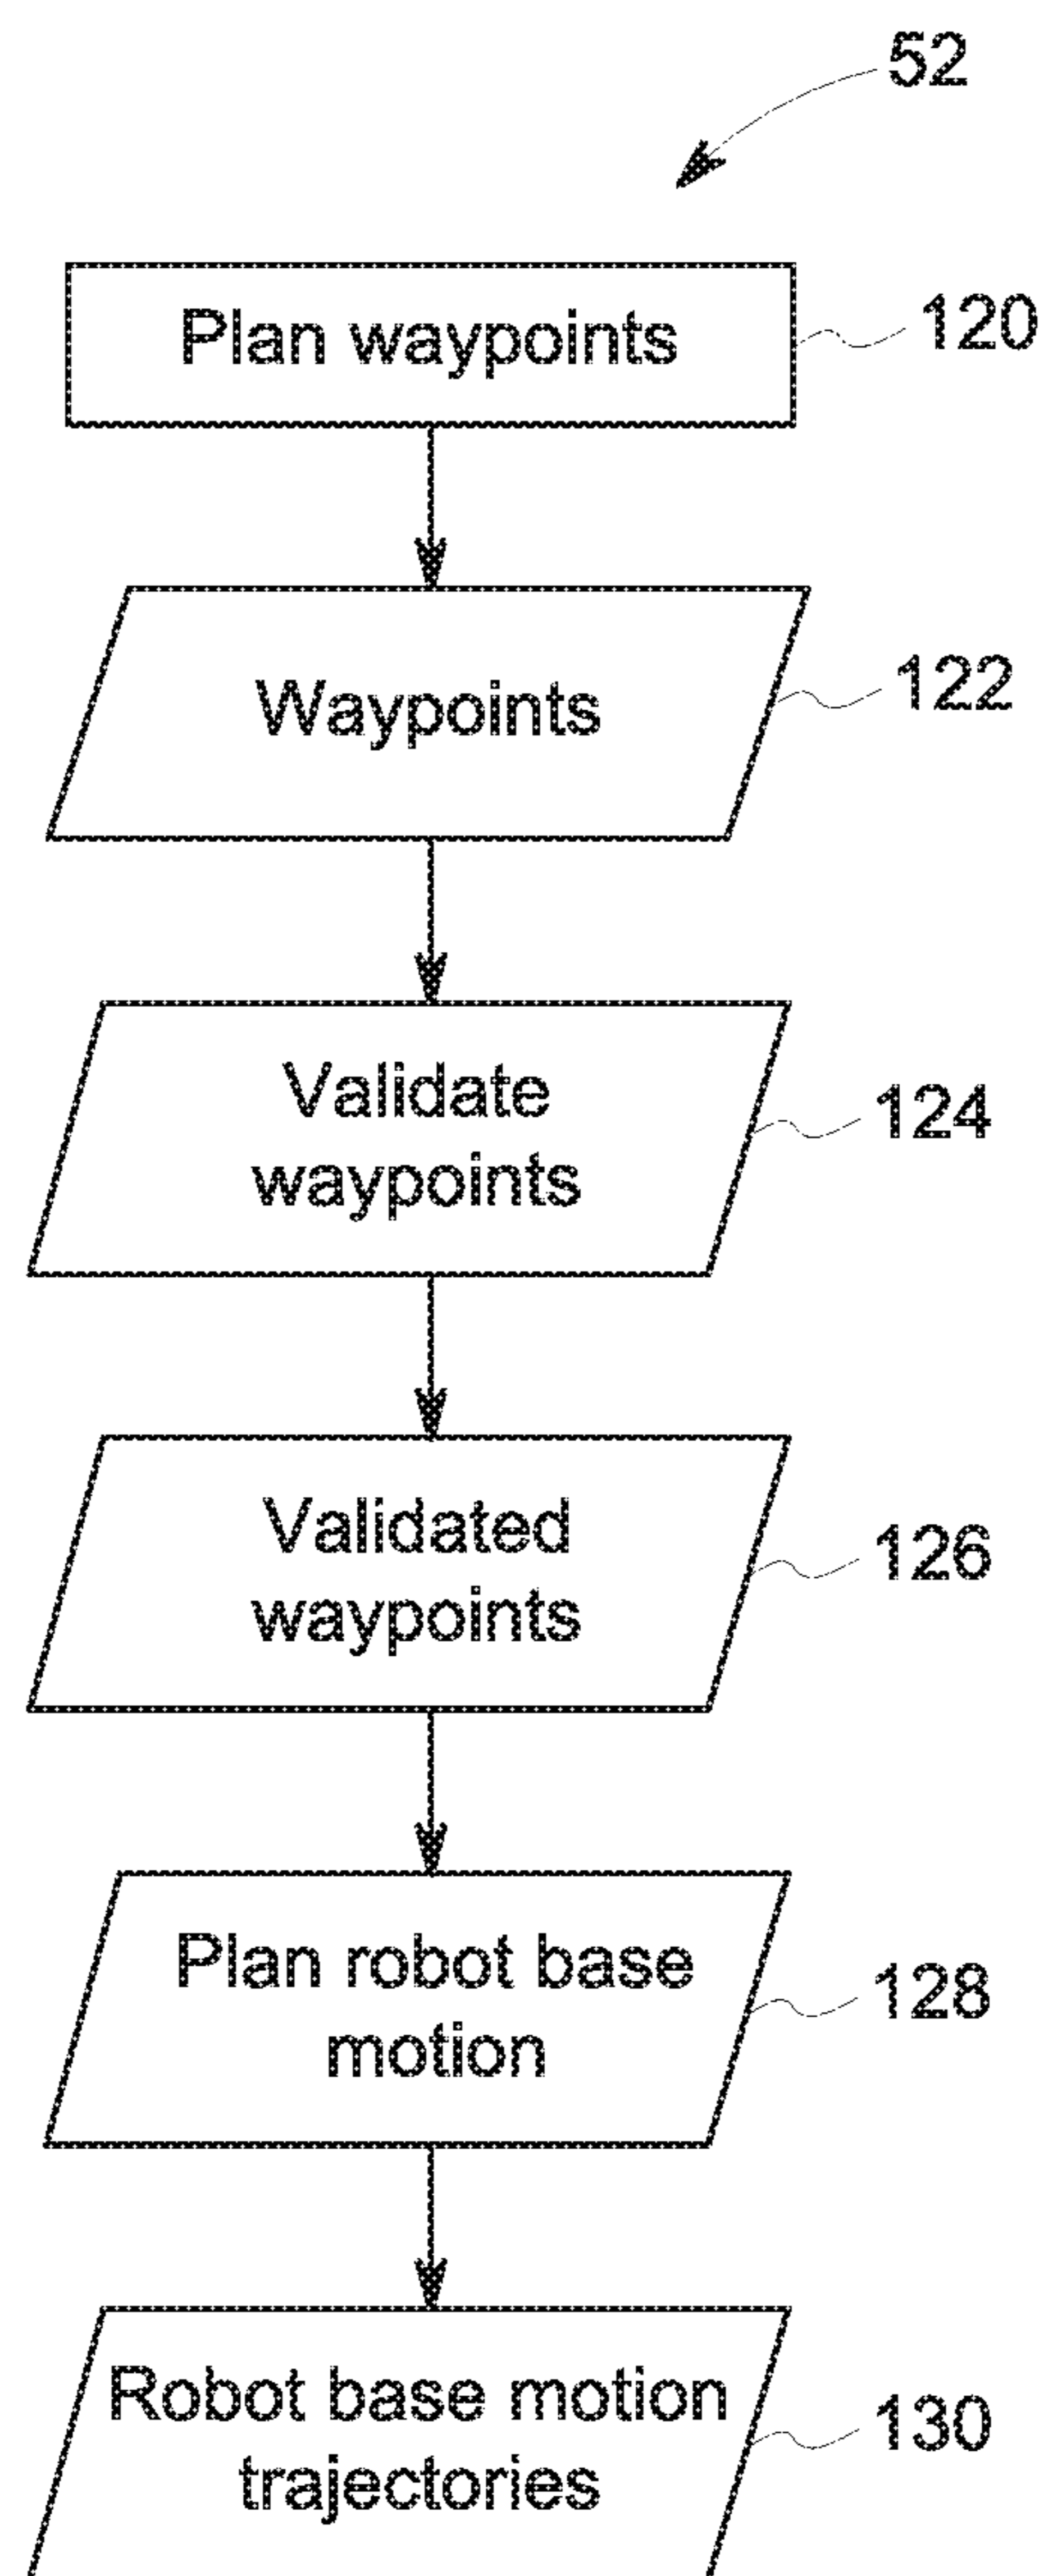 52
Plan waypoints
120
Waypoints
122
Validate
waypoints
124
Validated
waypoints
126
Plan robot base
motion
128
Robot base motion
trajectories
130